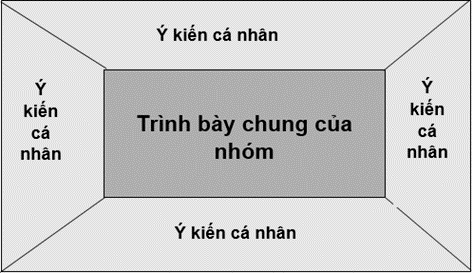 Ý kiến cá nhân
Ý
kiến
cá
nhân
Trình bày chung của
nhóm
Ý
kiến
cá
nhân
Ý kiến cá nhân